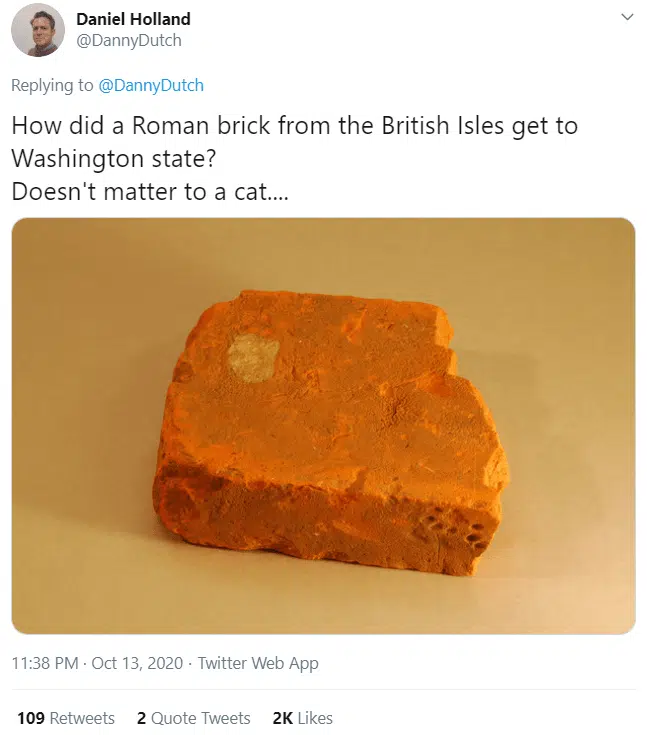 Daniel Holland
@DannyDutch
Replying to @DannyDutch
How did a Roman brick from the British Isles get to
Washington state?
Doesn't matter to a cat....
11:38 PM · Oct 13, 2020 · Twitter Web App
109 Retweets 2 Quote Tweets 2K Likes